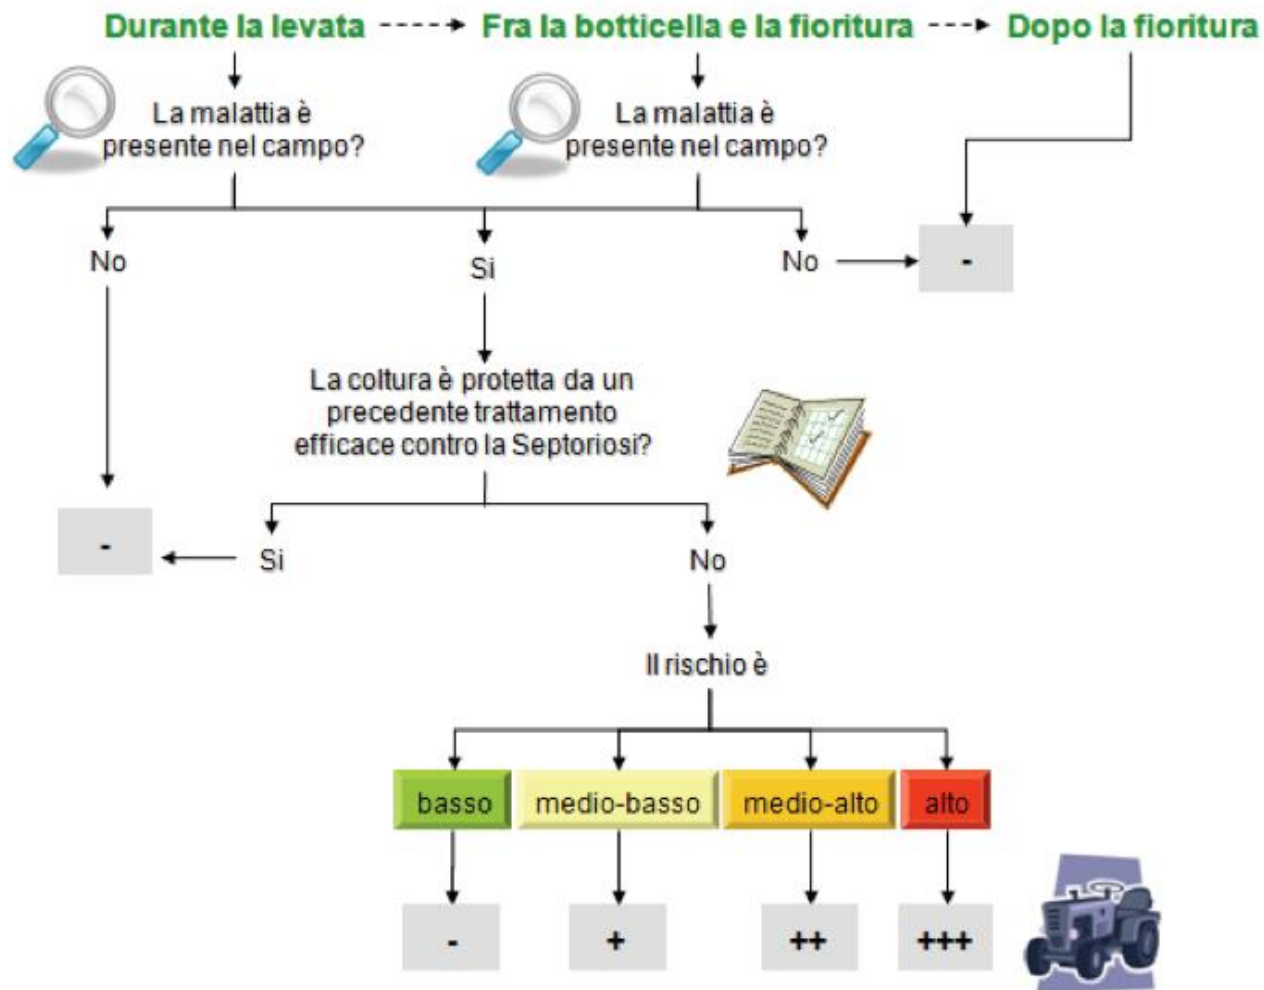 Durante la levata
Fra la botticella e la fioritura
Dopo la fioritura
La malattia è
presente nel campo?
La malattia è
presente nel campo?
No
Si
No
-
La coltura è protetta da un
precedente trattamento
efficace contro la Septoriosi?
-
Si
No
Il rischio è
basso
medio-basso
medio-alto
alto
-
+
++
+++